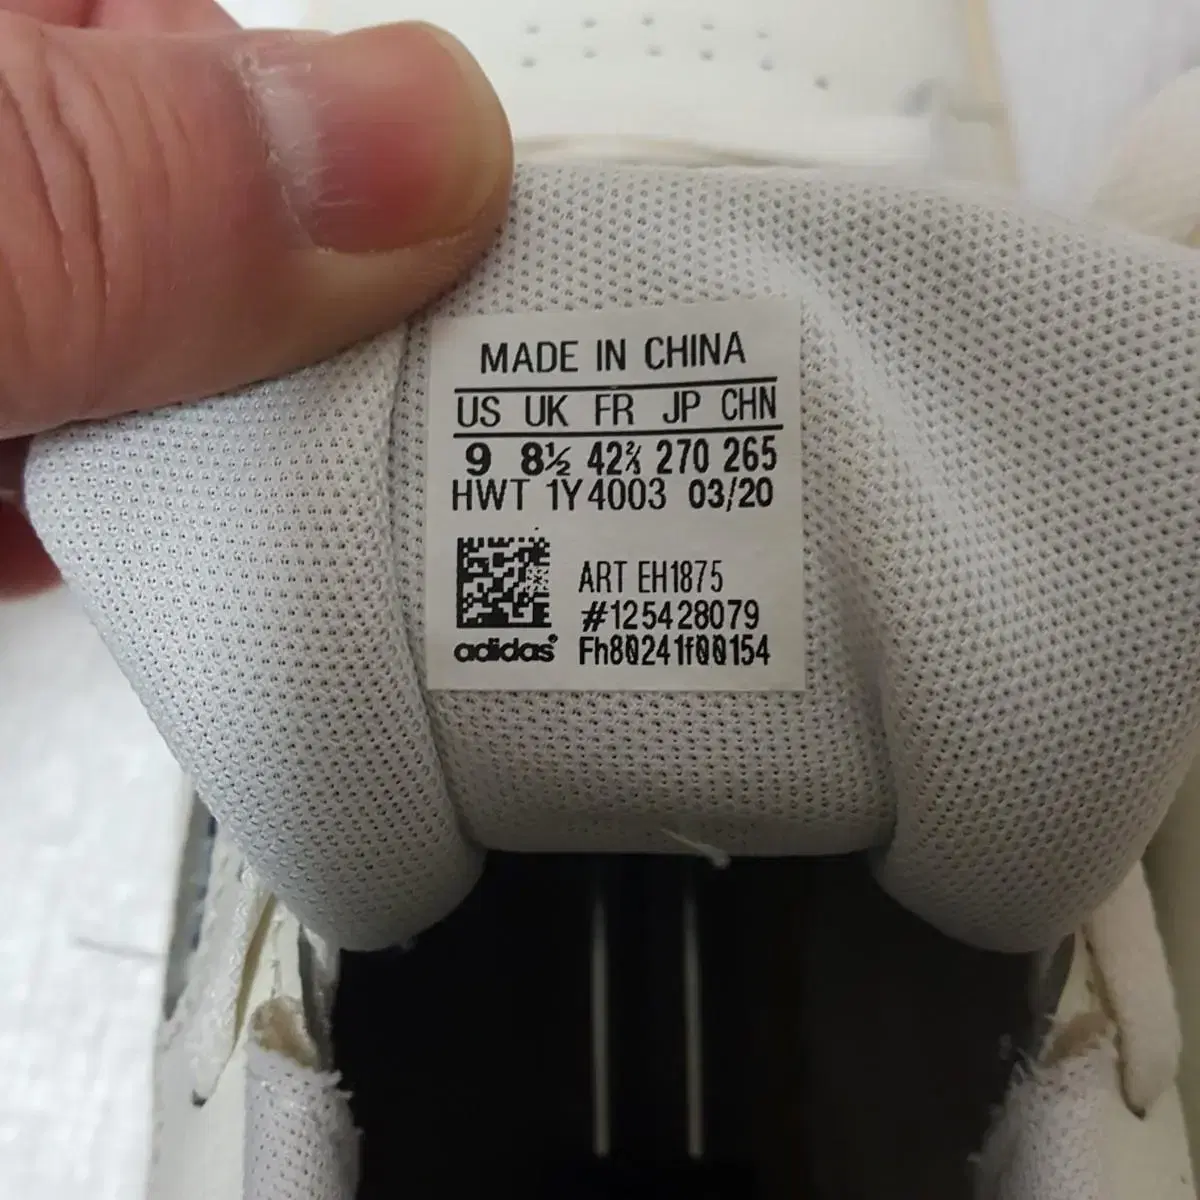 MADE IN CHINA
US UK FR JP CHN
9 8½ 42⅔ 270 265
HWT 1Y4003 03/20
ART EH1875
#125428079
adidas® Fh80241f00154